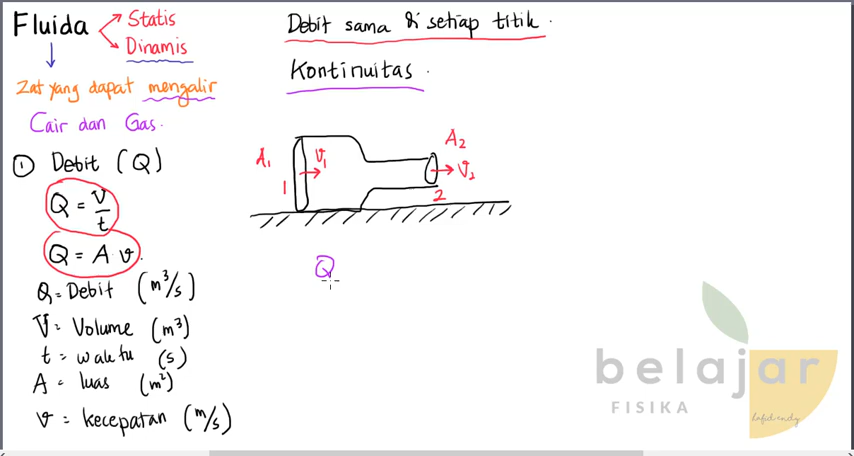 Fluida
Statis
Dinamis
Zat yang dapat mengalir
Cair dan Gas.
① Debit (Q)
Q = V/t
Q = A v.
Q = Debit (m³/s)
V = Volume (m³)
t = waktu (s)
A = luas (m²)
v = kecepatan (m/s)
Debit sama di setiap titik.
Kontinuitas.
A₁
v₁
1
A₂
v₂
2
Q
belajar
FISIKA
hafidzendy